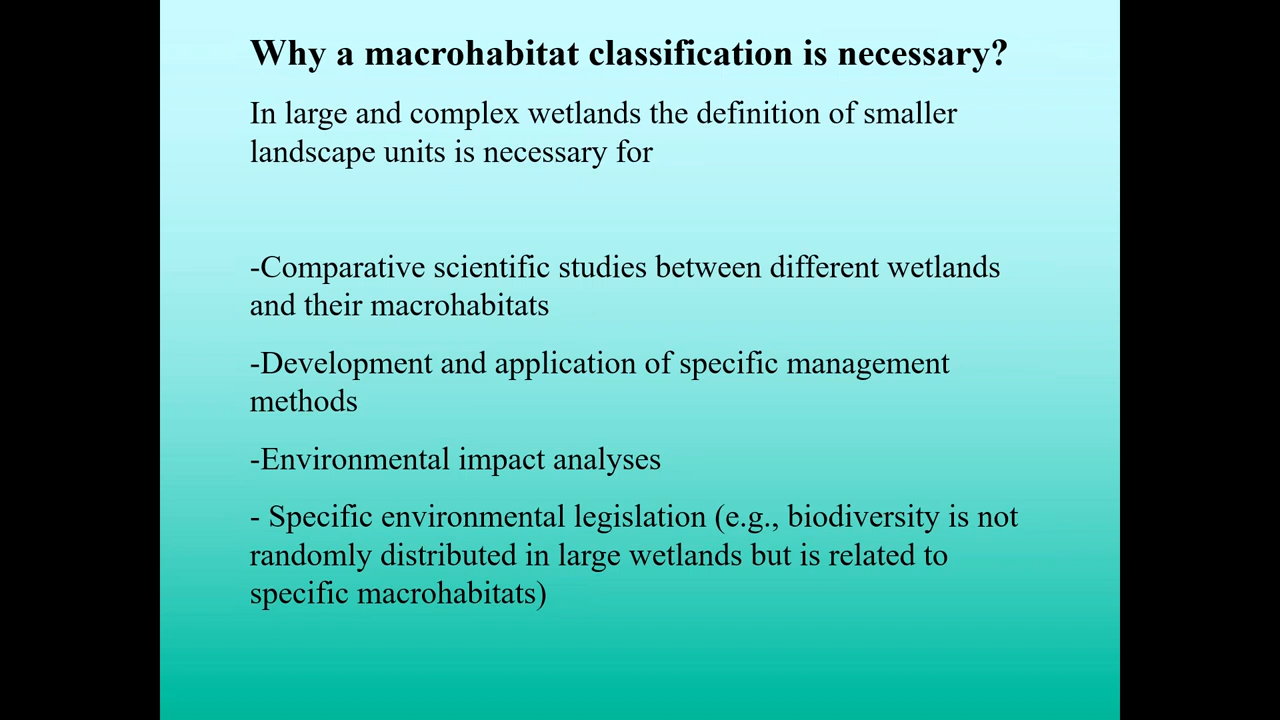 Why a macrohabitat classification is necessary?
In large and complex wetlands the definition of smaller
landscape units is necessary for
-Comparative scientific studies between different wetlands
and their macrohabitats
-Development and application of specific management
methods
-Environmental impact analyses
- Specific environmental legislation (e.g., biodiversity is not
randomly distributed in large wetlands but is related to
specific macrohabitats)